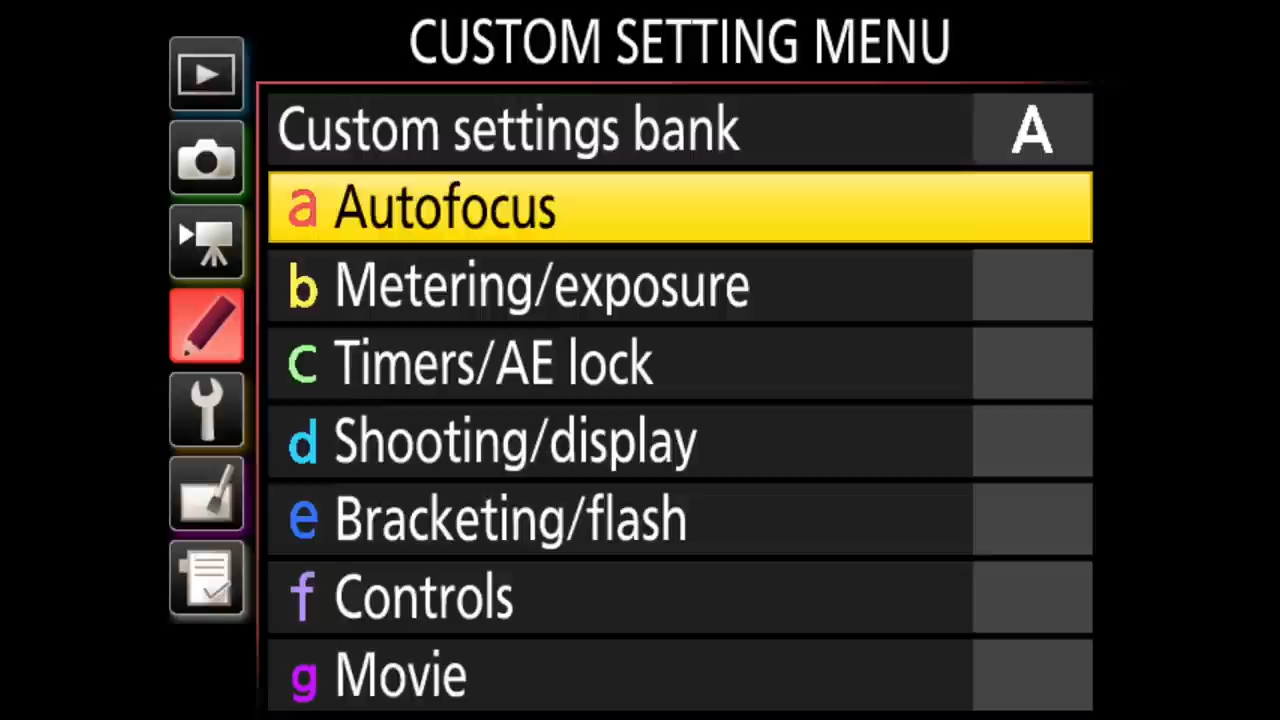 CUSTOM SETTING MENU
Custom settings bank A
a Autofocus
b Metering/exposure
c Timers/AE lock
d Shooting/display
e Bracketing/flash
f Controls
g Movie